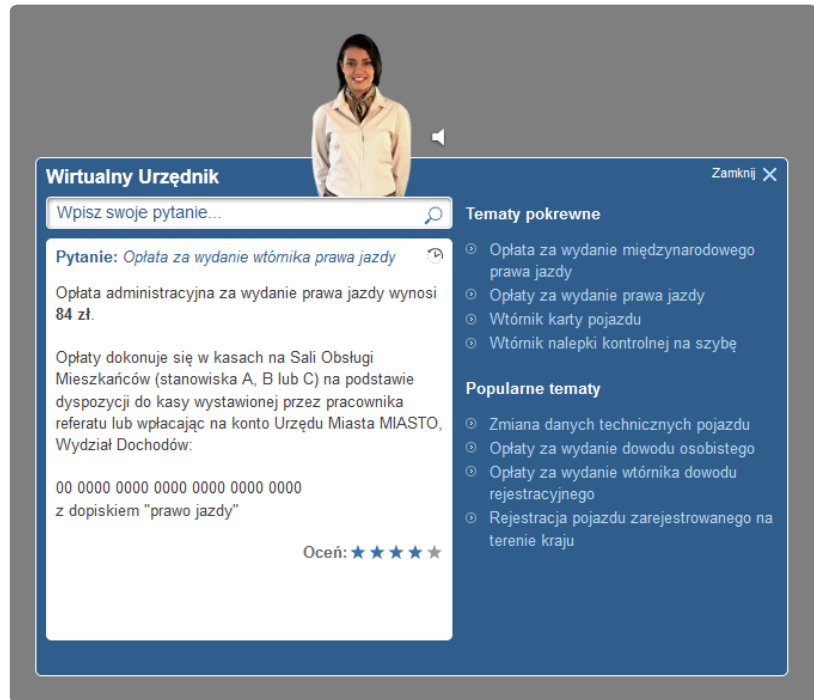 Wirtualny Urzędnik
Zamknij
Wpisz swoje pytanie...
Pytanie: Opłata za wydanie wtórnika prawa jazdy
Opłata administracyjna za wydanie prawa jazdy wynosi
84 zł.
Opłaty dokonuje się w kasach na Sali Obsługi
Mieszkańców (stanowiska A, B lub C) na podstawie
dyspozycji do kasy wystawionej przez pracownika
referatu lub wpłacając na konto Urzędu Miasta MIASTO,
Wydział Dochodów:
00 0000 0000 0000 0000 0000 0000
z dopiskiem "prawo jazdy"
Oceń:
Tematy pokrewne
Opłata za wydanie międzynarodowego
prawa jazdy
Opłaty za wydanie prawa jazdy
Wtórnik karty pojazdu
Wtórnik nalepki kontrolnej na szybę
Popularne tematy
Zmiana danych technicznych pojazdu
Opłaty za wydanie dowodu osobistego
Opłaty za wydanie wtórnika dowodu
rejestracyjnego
Rejestracja pojazdu zarejestrowanego na
terenie kraju